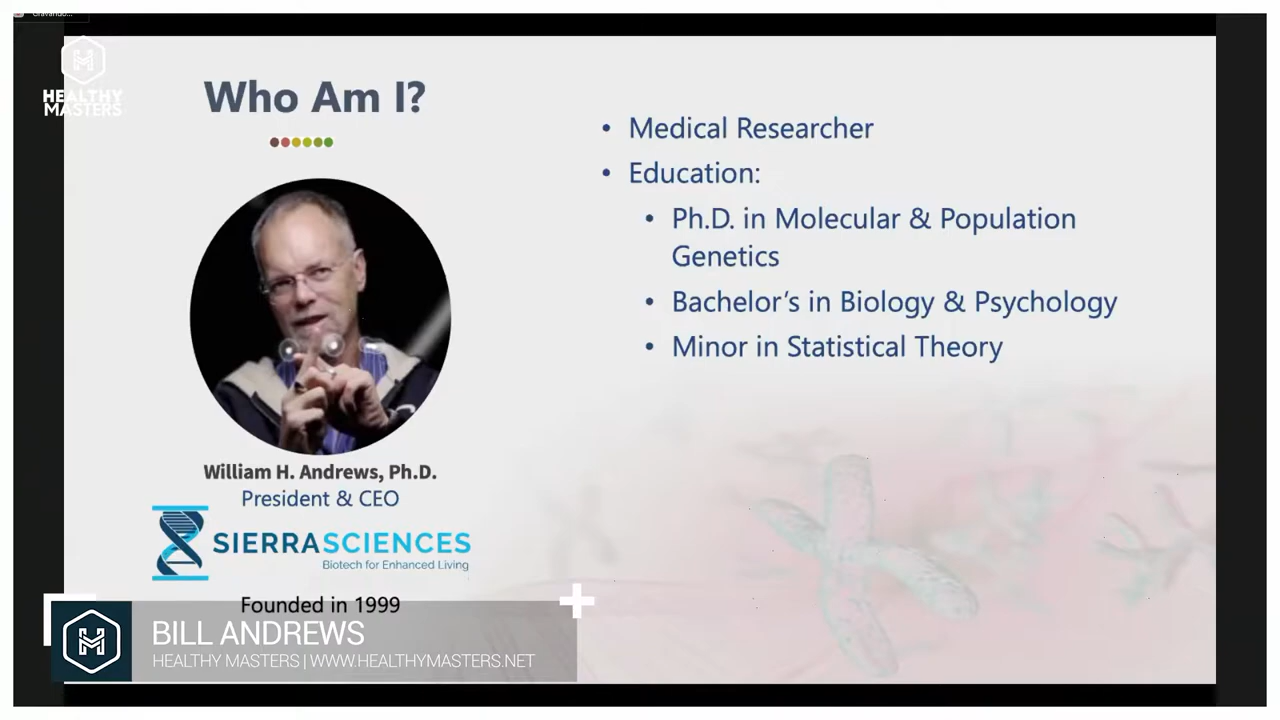 Gravando...
HEALTHY
MASTERS
Who Am I?
• Medical Researcher
• Education:
• Ph.D. in Molecular & Population
Genetics
• Bachelor's in Biology & Psychology
• Minor in Statistical Theory
William H. Andrews, Ph.D.
President & CEO
SIERRASCIENCES
Biotech for Enhanced Living
Founded in 1999
BILL ANDREWS
HEALTHY MASTERS | WWW.HEALTHYMASTERS.NET